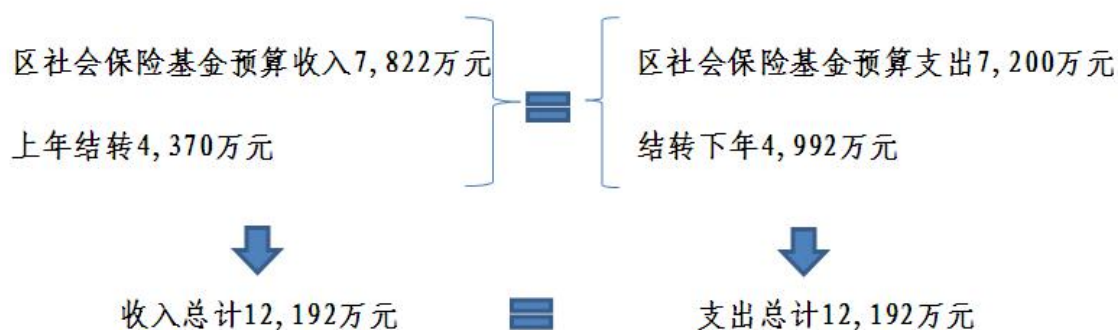 区社会保险基金预算收入7,822万元
上年结转4,370万元
区社会保险基金预算支出7,200万元
结转下年4,992万元
收入总计12,192万元
支出总计12,192万元